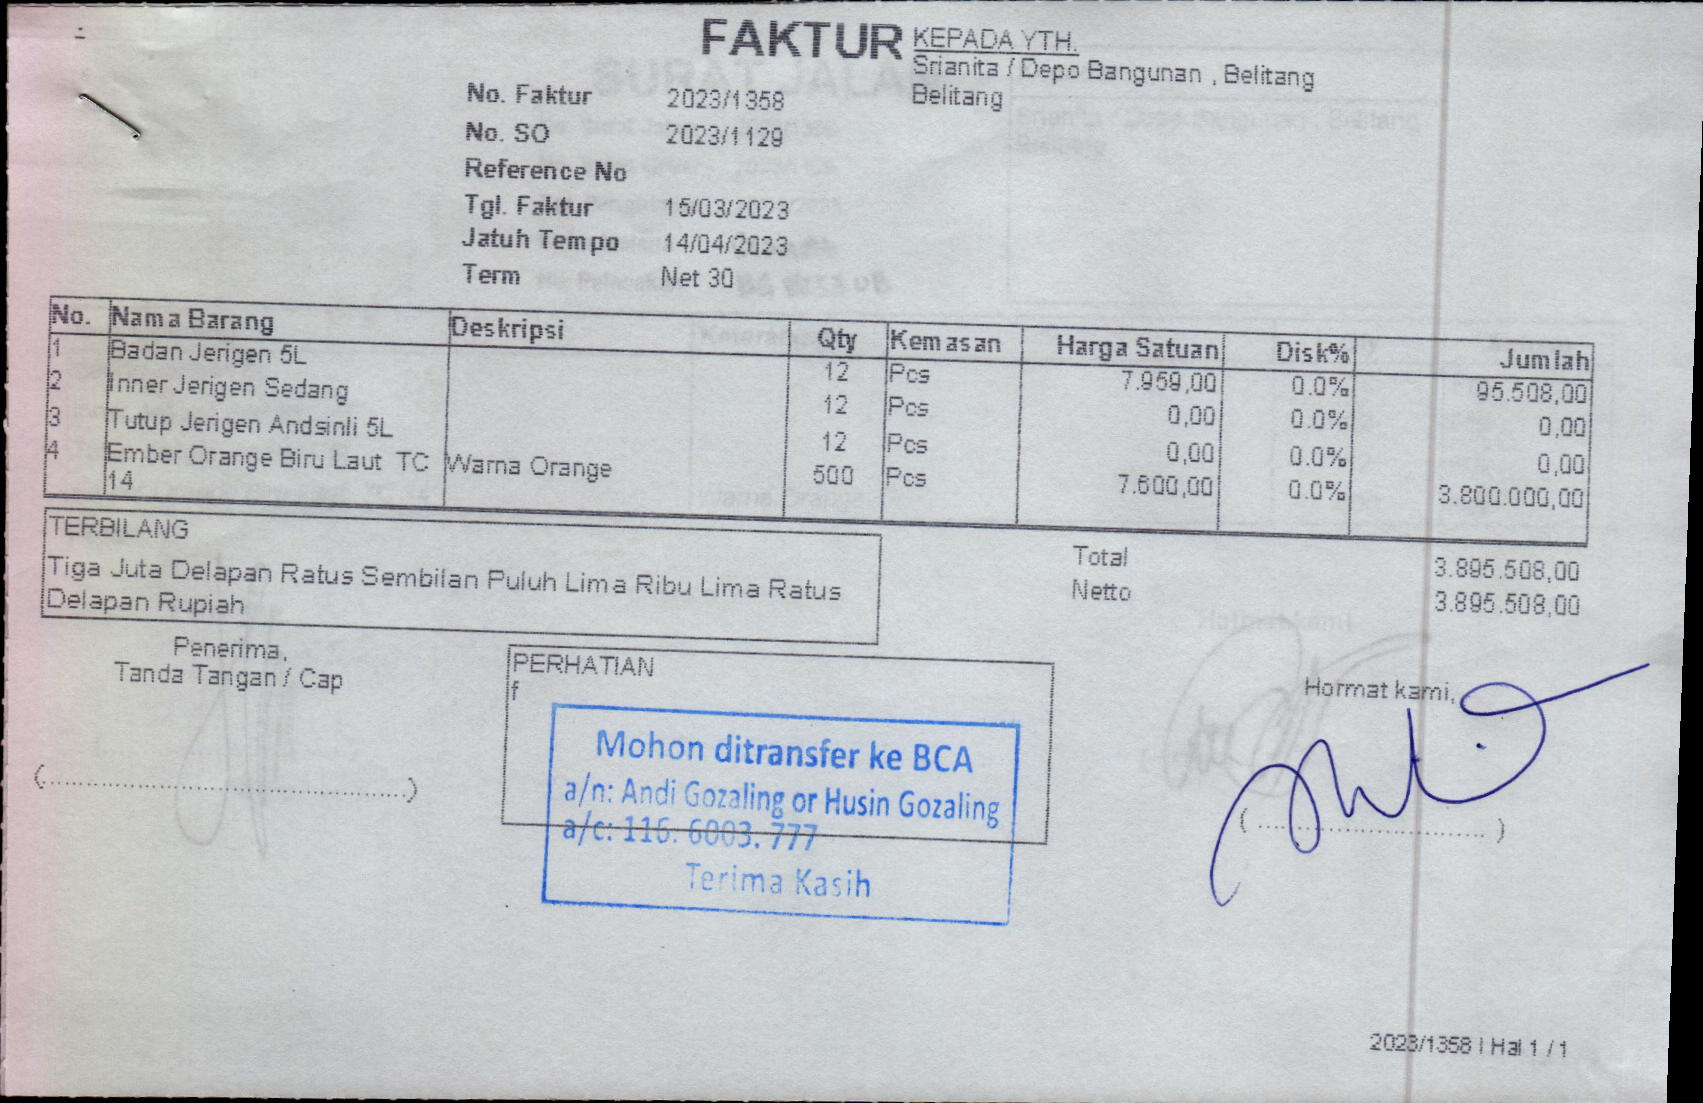 FAKTUR
KEPADA YTH.
Srianita / Depo Bangunan , Belitang
Belitang
No. Faktur 2023/1358
No. SO 2023/1129
Reference No
Tgl. Faktur 15/03/2023
Jatuh Tempo 14/04/2023
Term Net 30
No. Nama Barang Deskripsi Qty Kemasan Harga Satuan Disk% Jumlah
1 Badan Jerigen 5L 12 Pcs 7.959,00 0.0% 95.508,00
2 Inner Jerigen Sedang 12 Pcs 0,00 0.0% 0,00
3 Tutup Jerigen Andsinli 5L 12 Pcs 0,00 0.0% 0,00
4 Ember Orange Biru Laut TC Warna Orange 500 Pcs 7.600,00 0.0% 3.800.000,00
14
TERBILANG
Tiga Juta Delapan Ratus Sembilan Puluh Lima Ribu Lima Ratus
Delapan Rupiah
Total 3.895.508,00
Netto 3.895.508,00
Penerima,
Tanda Tangan / Cap
PERHATIAN
f
Mohon ditransfer ke BCA
a/n: Andi Gozaling or Husin Gozaling
a/c: 116. 6003. 777
Terima Kasih
Hormat kami,
2023/1358 | Hal 1 / 1